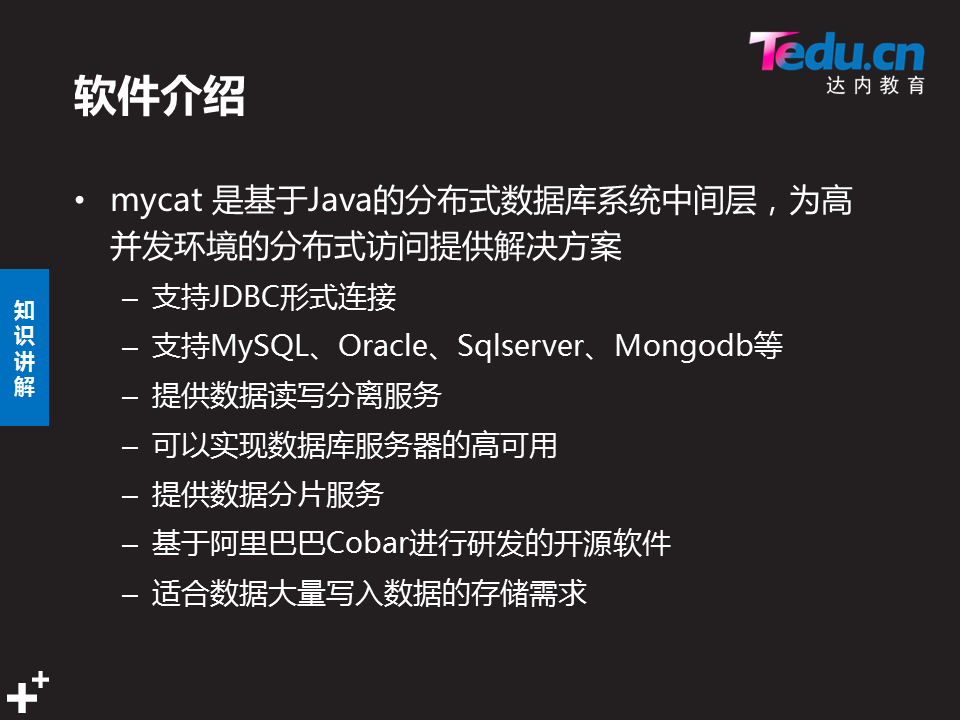 Tedu.cn
达内教育
软件介绍
• mycat 是基于Java的分布式数据库系统中间层，为高
并发环境的分布式访问提供解决方案
– 支持JDBC形式连接
– 支持MySQL、Oracle、Sqlserver、Mongodb等
– 提供数据读写分离服务
– 可以实现数据库服务器的高可用
– 提供数据分片服务
– 基于阿里巴巴Cobar进行研发的开源软件
– 适合数据大量写入数据的存储需求
知
识
讲
解